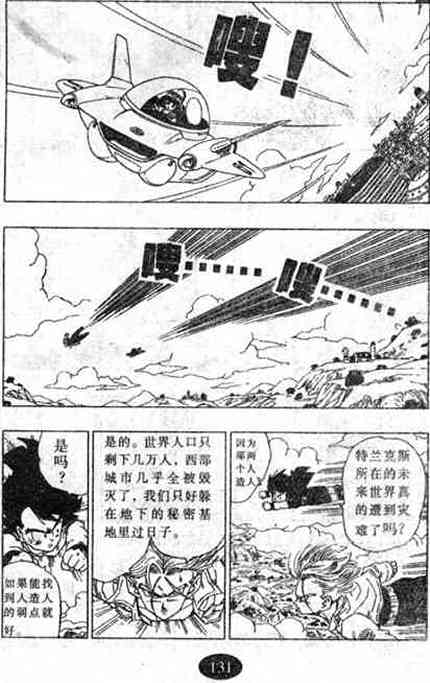 嗖！
嗖……
嗖……
特兰克斯
所在的未
来世界真
的遭到灾
难了吗？
因为
那两
个人
造人
是的。世界人口只
剩下几万人，西部
城市几乎全被毁
灭了，我们只好躲
在地下的秘密基
地里过日子。
是
吗？
如果能找
到人造人
的弱点就
好。
131